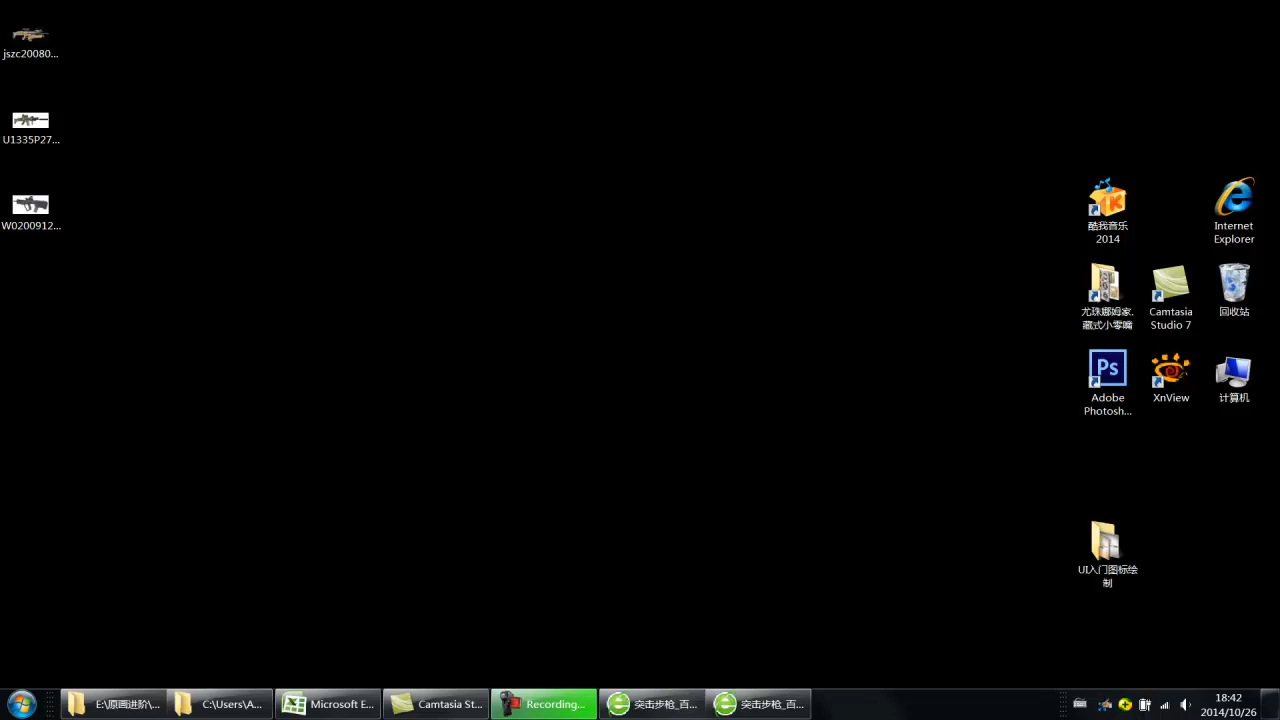 jszc20080...
U1335P27...
W0200912...
酷我音乐
2014
Internet
Explorer
尤珠娜姆家.
藏式小零嘴
Camtasia
Studio 7
回收站
Ps
Adobe
Photosh...
XnView
计算机
UI入门图标绘
制
E:\原画进阶\...
C:\Users\A...
Microsoft E...
Camtasia St...
Recording...
突击步枪_百...
突击步枪_百...
18:42
2014/10/26